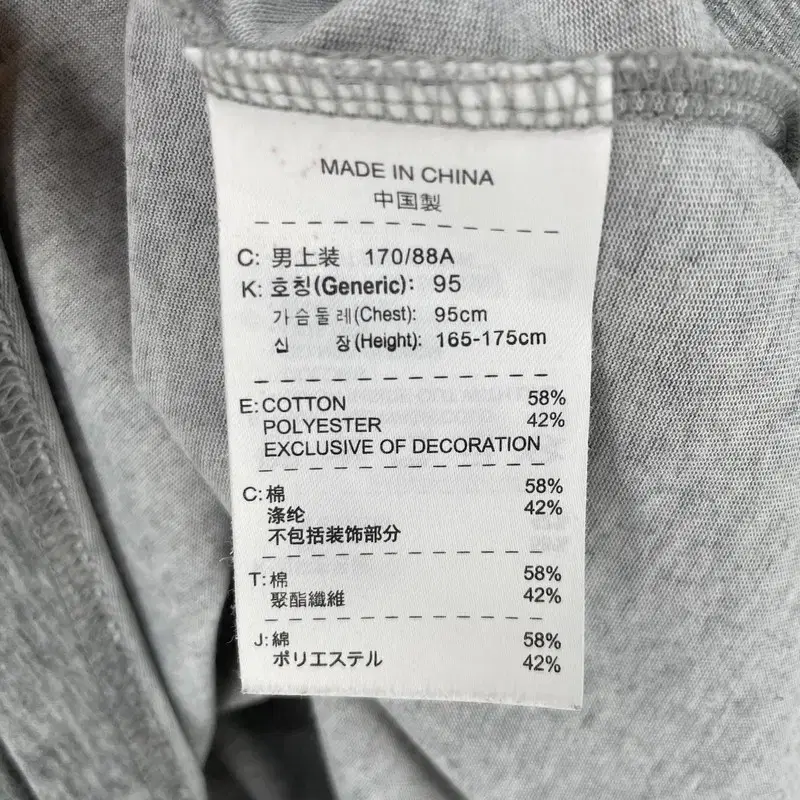 MADE IN CHINA
中国製
C: 男上装 170/88A
K: 호칭(Generic): 95
가슴둘레(Chest): 95cm
신 장(Height): 165-175cm
E: COTTON 58%
POLYESTER 42%
EXCLUSIVE OF DECORATION
C: 棉 58%
涤纶 42%
不包括装饰部分
T: 棉 58%
聚酯纖維 42%
J: 綿 58%
ポリエステル 42%